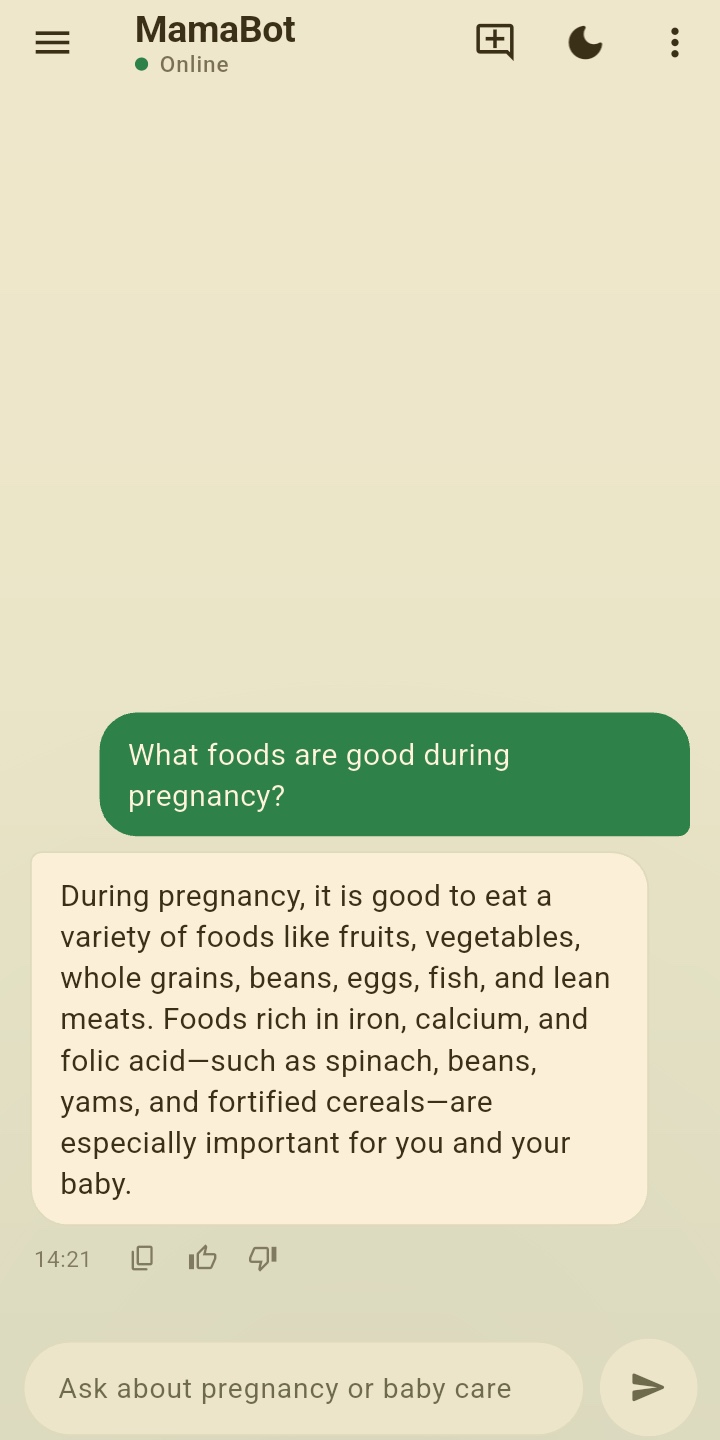 MamaBot
Online
What foods are good during
pregnancy?
During pregnancy, it is good to eat a
variety of foods like fruits, vegetables,
whole grains, beans, eggs, fish, and lean
meats. Foods rich in iron, calcium, and
folic acid—such as spinach, beans,
yams, and fortified cereals—are
especially important for you and your
baby.
14:21
Ask about pregnancy or baby care